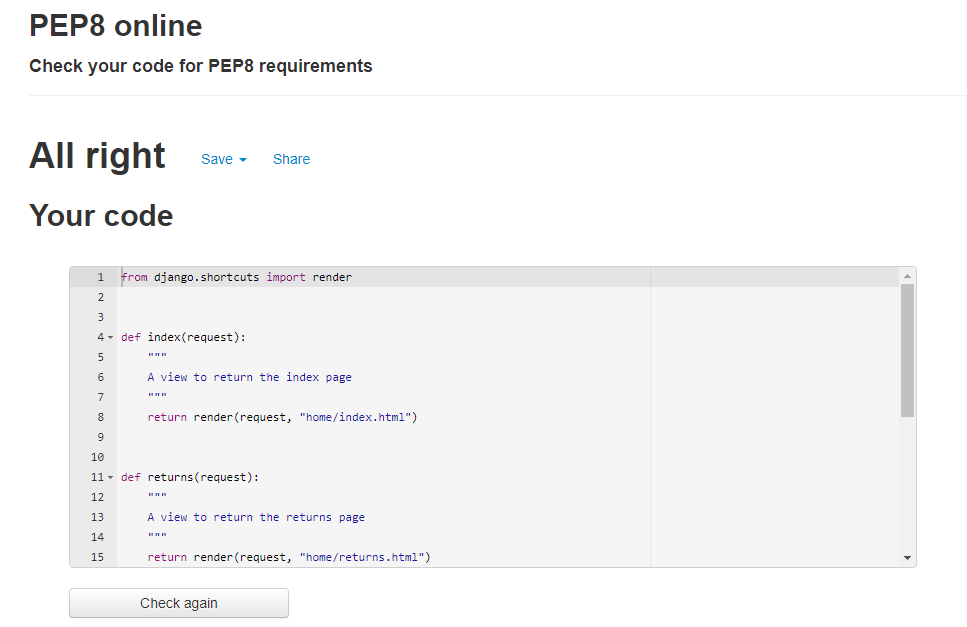 PEP8 online
Check your code for PEP8 requirements
All right Save Share
Your code
1 from django.shortcuts import render
2
3
4 def index(request):
5     """
6     A view to return the index page
7     """
8     return render(request, "home/index.html")
9
10
11 def returns(request):
12     """
13     A view to return the returns page
14     """
15     return render(request, "home/returns.html")
Check again